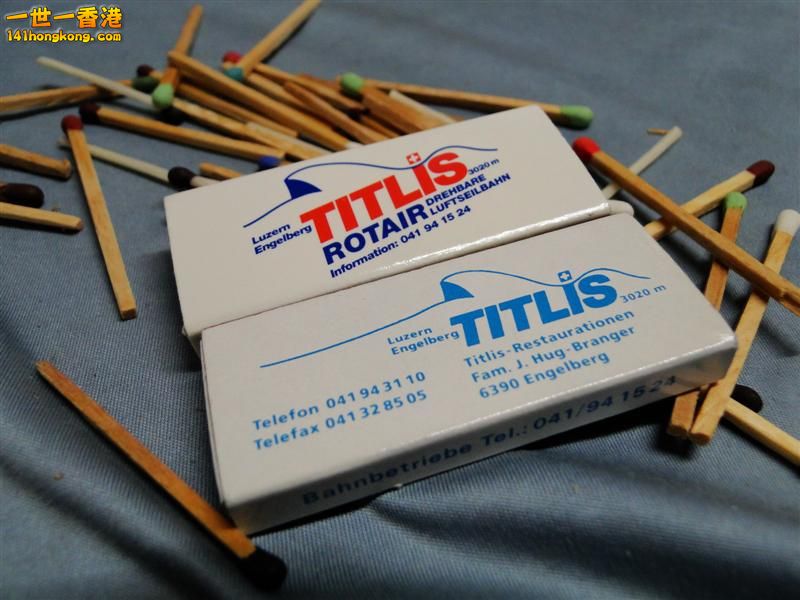 一世一香港
141hongkong.com
Luzern
Engelberg
TITLIS
3020 m
ROTAIR
DREHBARE
LUFTSEILBAHN
Information: 041 94 15 24
Luzern
Engelberg
TITLIS
3020 m
Titlis-Restaurationen
Fam. J. Hug-Branger
6390 Engelberg
Telefon 041 94 31 10
Telefax 041 32 85 05
Bahnbetriebe Tel.: 041/94 15 24